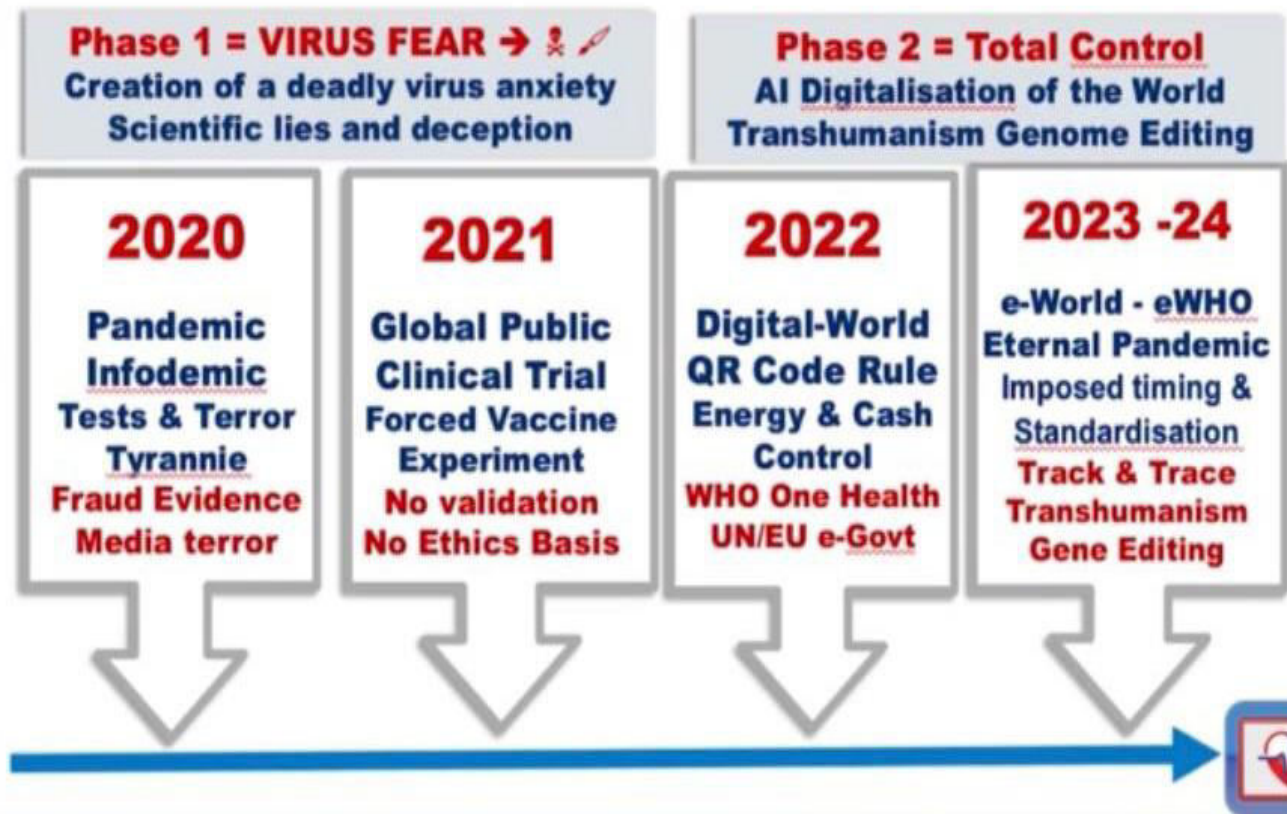 Phase 1 = VIRUS FEAR →
Creation of a deadly virus anxiety
Scientific lies and deception
Phase 2 = Total Control
AI Digitalisation of the World
Transhumanism Genome Editing
2020
Pandemic
Infodemic
Tests & Terror
Tyrannie
Fraud Evidence
Media terror
2021
Global Public
Clinical Trial
Forced Vaccine
Experiment
No validation
No Ethics Basis
2022
Digital-World
QR Code Rule
Energy & Cash
Control
WHO One Health
UN/EU e-Govt
2023 -24
e-World - eWHO
Eternal Pandemic
Imposed timing &
Standardisation
Track & Trace
Transhumanism
Gene Editing